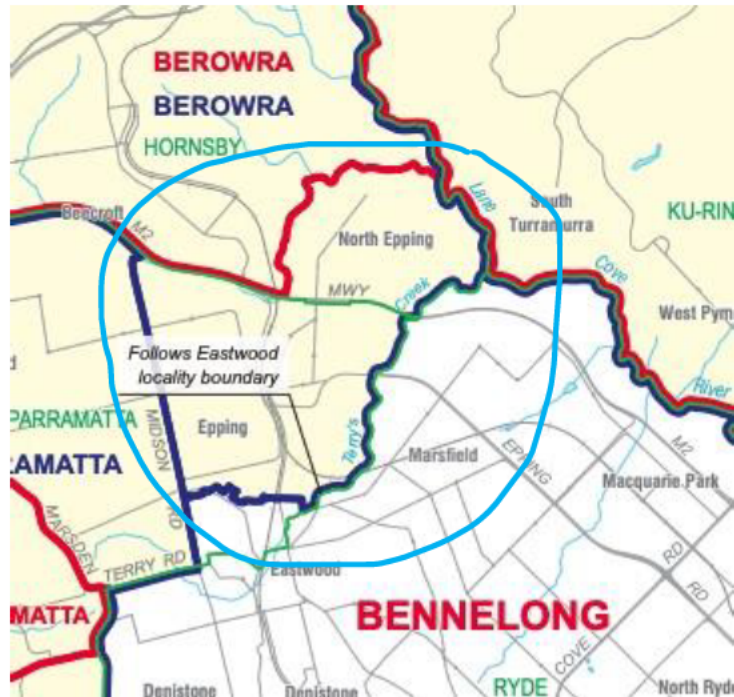 BEROWRA
BEROWRA
HORNSBY
Beecroft
M2
North Epping
Lane
South
Turramurra
KU-RIN
MWY
Creek
Cove
West Pym
Follows Eastwood
locality boundary
PARRAMATTA
Epping
RAMATTA
MIDSON
RD
Terry's
Marsfield
EPPING
RD
River
M2
Macquarie Park
MARSDEN
TERRY RD
Eastwood
MATTA
BENNELONG
COVE
RD
RYDE
North Ryde
Denistone
Denistone